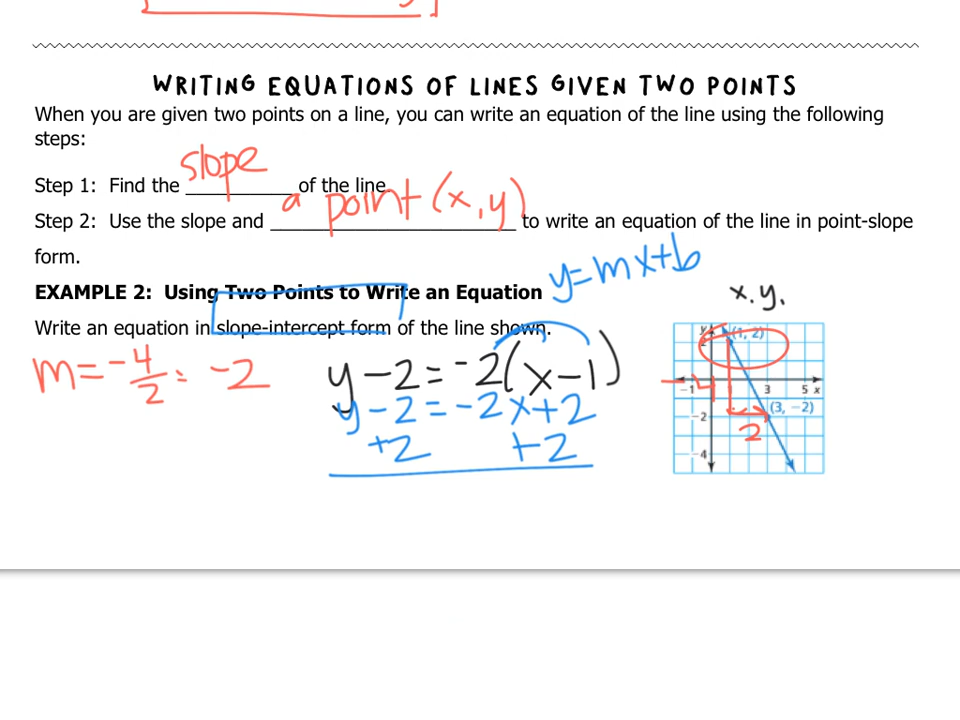 WRITING EQUATIONS OF LINES GIVEN TWO POINTS
When you are given two points on a line, you can write an equation of the line using the following
steps:
Step 1: Find the slope of the line.
Step 2: Use the slope and a point (x,y) to write an equation of the line in point-slope
form.
y=mx+b
EXAMPLE 2: Using Two Points to Write an Equation
x, y,
Write an equation in slope-intercept form of the line shown.
y (1, 2)
2
m = -4/2 = -2
y-2=-2(x-1)
-4
-1 3 5 x
y-2=-2x+2
(3, -2)
-2
2
+2 +2
-4